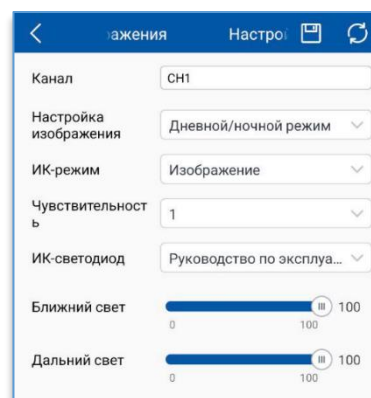 ажения Настрої
Канал CH1
Настройка
изображения
Дневной/ночной режим
ИК-режим Изображение
Чувствительност
ь
1
ИК-светодиод Руководство по эксплуа...
Ближний свет 100
0 100
Дальний свет 100
0 100